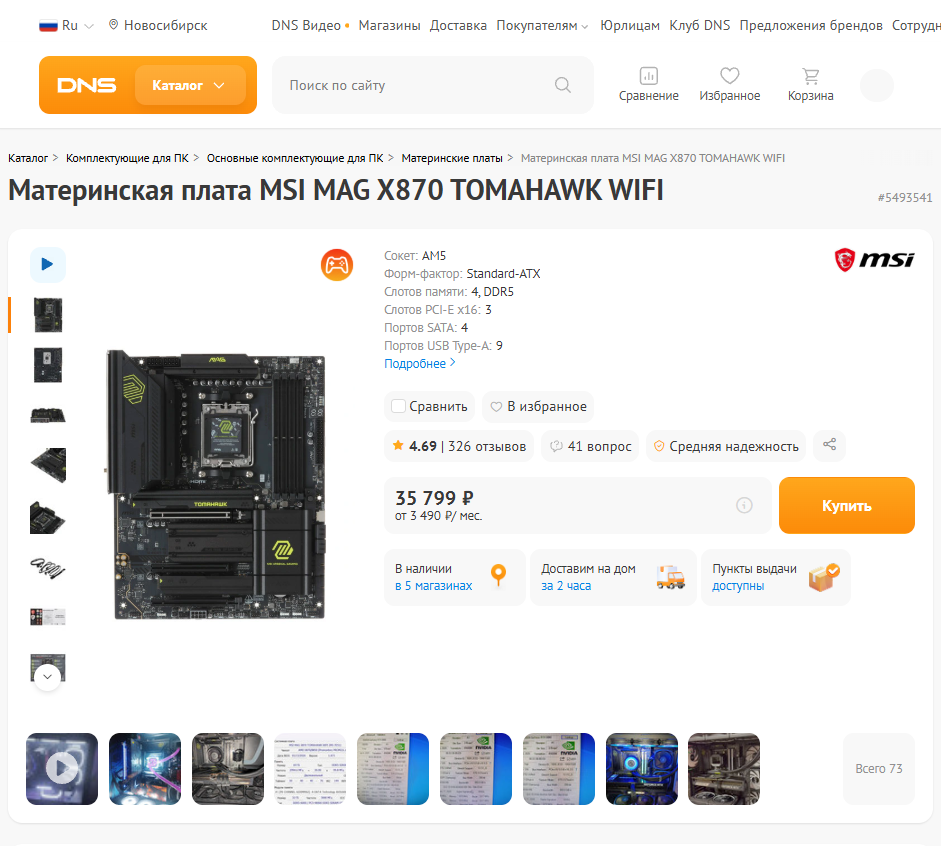 Ru
Новосибирск
DNS Видео
Магазины
Доставка
Покупателям
Юрлицам
Клуб DNS
Предложения брендов
Сотрудн
DNS
Каталог
Поиск по сайту
Сравнение
Избранное
Корзина
Каталог > Комплектующие для ПК > Основные комплектующие для ПК > Материнские платы > Материнская плата MSI MAG X870 TOMAHAWK WIFI
Материнская плата MSI MAG X870 TOMAHAWK WIFI
#5493541
msi
Сокет: AM5
Форм-фактор: Standard-ATX
Слотов памяти: 4, DDR5
Слотов PCI-E x16: 3
Портов SATA: 4
Портов USB Type-A: 9
Подробнее >
MAG
TOMAHAWK
Сравнить
В избранное
4.69 | 326 отзывов
41 вопрос
Средняя надежность
35 799 ₽
от 3 490 ₽/ мес.
Купить
В наличии
в 5 магазинах
Доставим на дом
за 2 часа
Пункты выдачи
доступны
NVIDIA
NVIDIA
NVIDIA
Всего 73